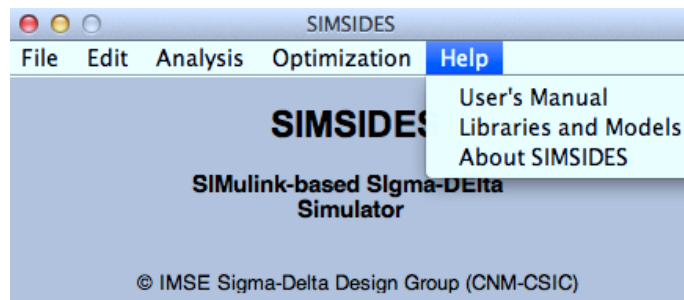 SIMSIDES
File Edit Analysis Optimization Help
User's Manual
Libraries and Models
About SIMSIDES
SIMSIDES
SIMulink-based SIgma-DElta
Simulator
© IMSE Sigma-Delta Design Group (CNM-CSIC)